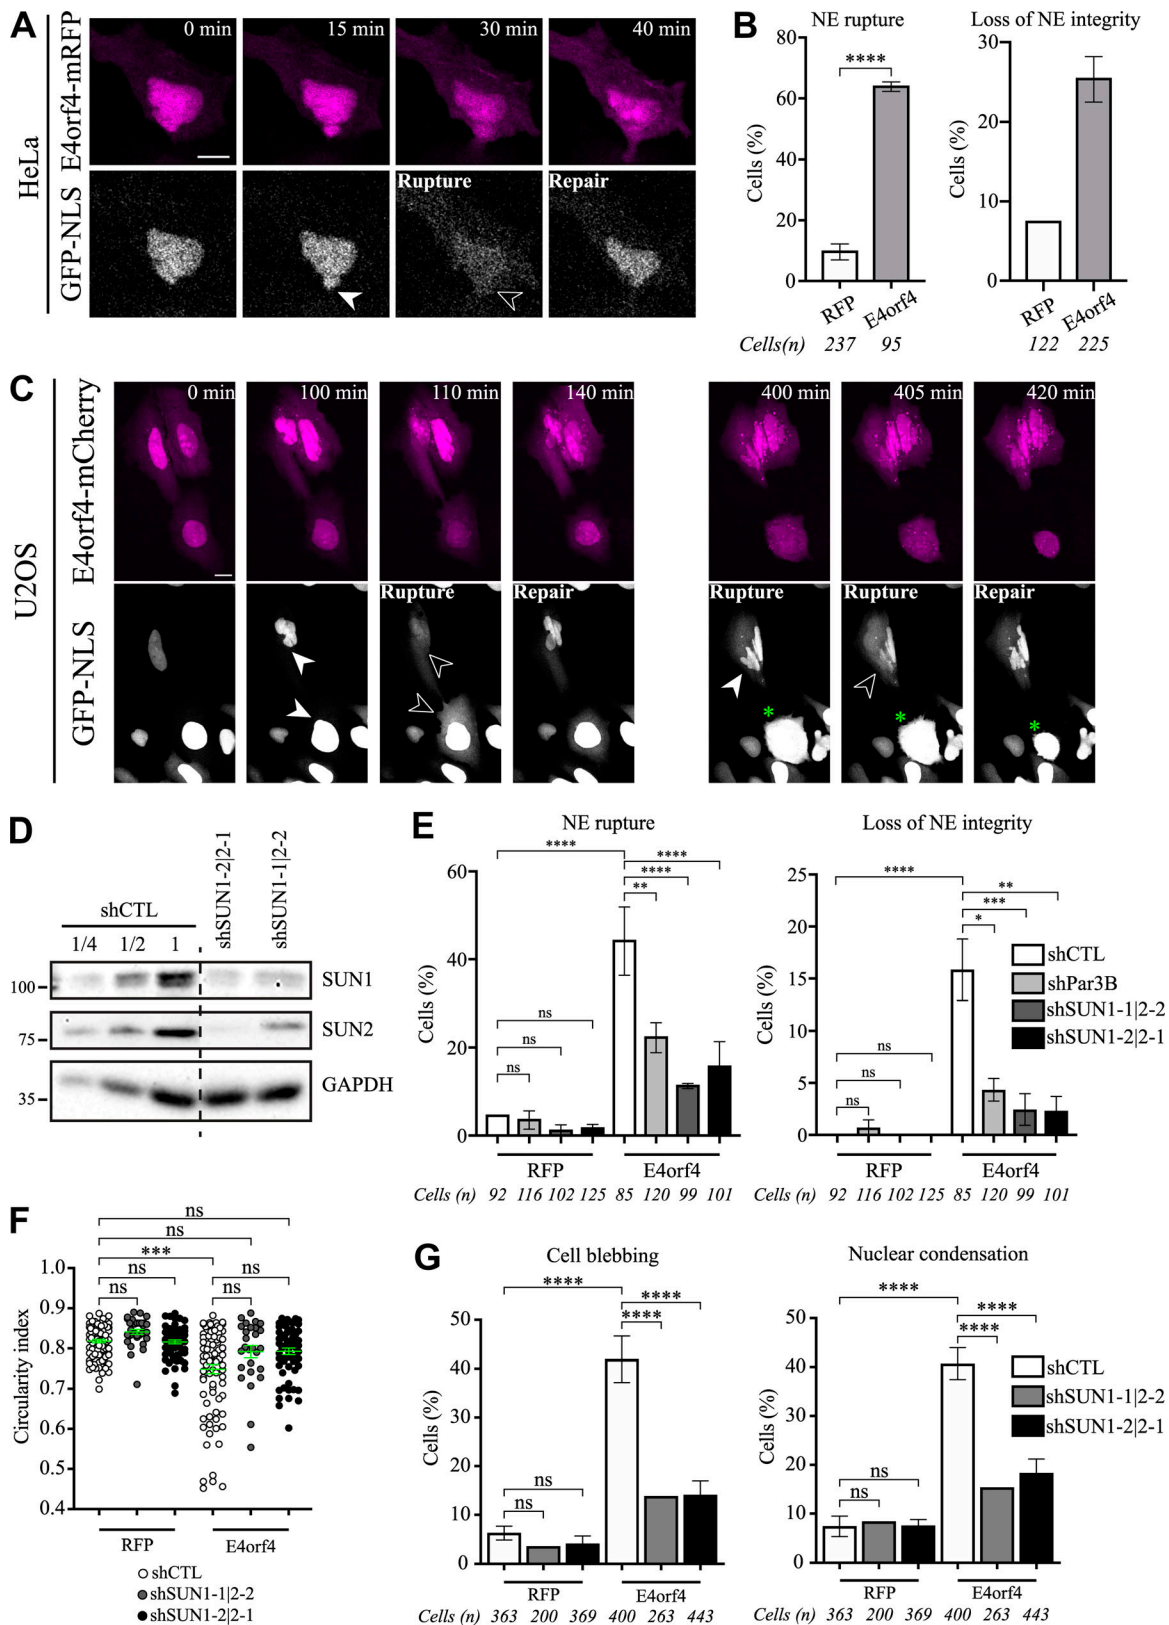 A
HeLa
E4orf4-mRFP
0 min
15 min
30 min
40 min
GFP-NLS
Rupture
Repair
B
NE rupture
Loss of NE integrity
Cells (%)
80
60
40
20
0
****
RFP
E4orf4
Cells(n)
237
95
Cells (%)
30
20
10
0
RFP
E4orf4
122
225
C
U2OS
E4orf4-mCherry
0 min
100 min
110 min
140 min
400 min
405 min
420 min
GFP-NLS
Rupture
Repair
Rupture
Rupture
Repair
*
*
*
D
shCTL
shSUN1-2|2-1
shSUN1-1|2-2
1/4
1/2
1
100
SUN1
75
SUN2
35
GAPDH
E
NE rupture
Cells (%)
60
40
20
0
****
****
****
**
ns
ns
ns
RFP
E4orf4
Cells (n)
92
116
102
125
85
120
99
101
Loss of NE integrity
Cells (%)
25
20
15
10
5
0
****
**
***
*
ns
ns
ns
shCTL
shPar3B
shSUN1-1|2-2
shSUN1-2|2-1
RFP
E4orf4
Cells (n)
92
116
102
125
85
120
99
101
F
Circularity index
1.0
0.9
0.8
0.7
0.6
0.5
0.4
ns
ns
***
ns
ns
ns
ns
RFP
E4orf4
shCTL
shSUN1-1|2-2
shSUN1-2|2-1
G
Cell blebbing
Cells (%)
50
40
30
20
10
0
****
****
****
ns
ns
RFP
E4orf4
Cells (n)
363
200
369
400
263
443
Nuclear condensation
Cells (%)
50
40
30
20
10
0
****
****
****
ns
ns
shCTL
shSUN1-1|2-2
shSUN1-2|2-1
RFP
E4orf4
Cells (n)
363
200
369
400
263
443